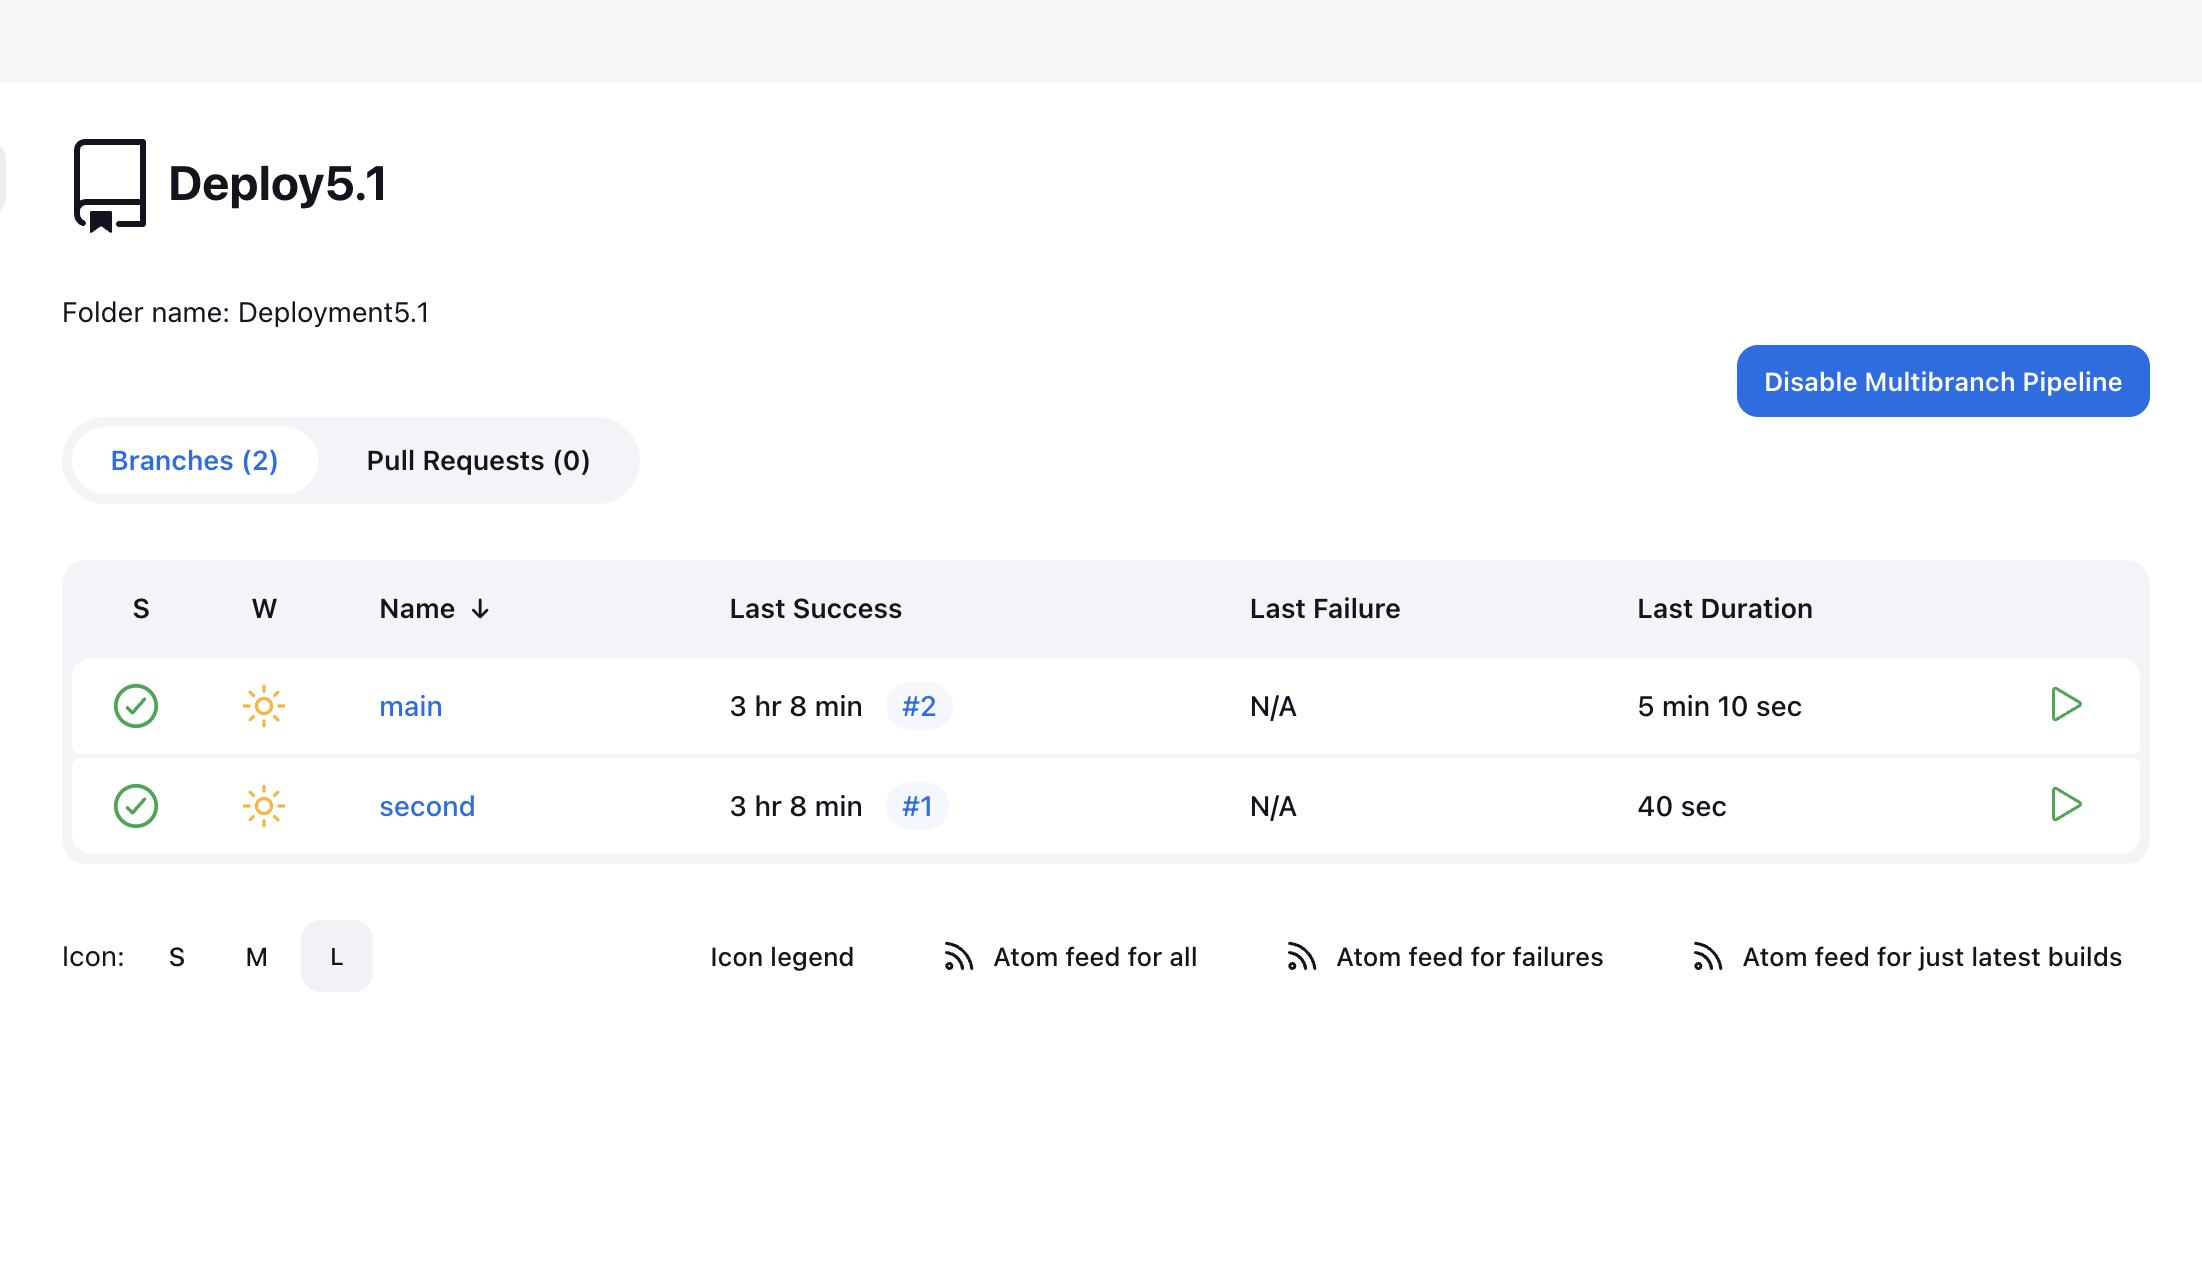 Deploy5.1
Folder name: Deployment5.1
Disable Multibranch Pipeline
Branches (2) Pull Requests (0)
S W Name ↓ Last Success Last Failure Last Duration
main 3 hr 8 min #2 N/A 5 min 10 sec
second 3 hr 8 min #1 N/A 40 sec
Icon: S M L Icon legend Atom feed for all Atom feed for failures Atom feed for just latest builds